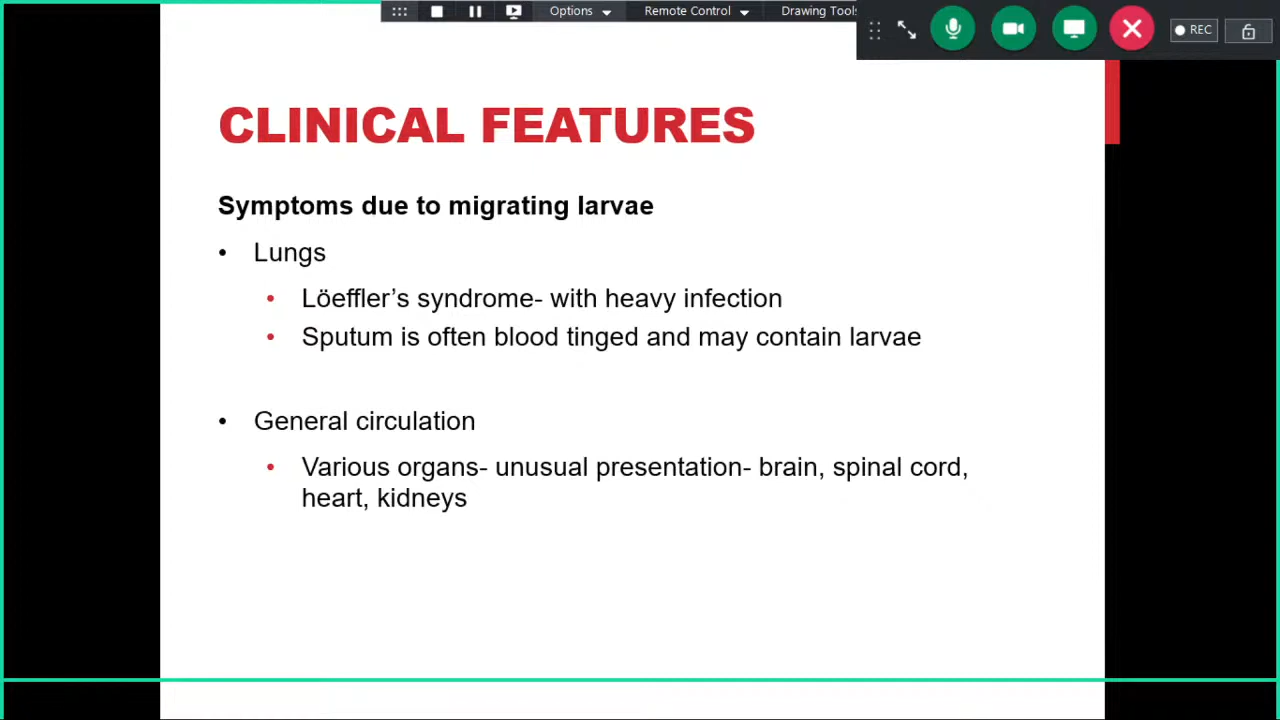 Options
Remote Control
Drawing Tools
REC
CLINICAL FEATURES
Symptoms due to migrating larvae
• Lungs
• Löeffler’s syndrome- with heavy infection
• Sputum is often blood tinged and may contain larvae
• General circulation
• Various organs- unusual presentation- brain, spinal cord,
heart, kidneys